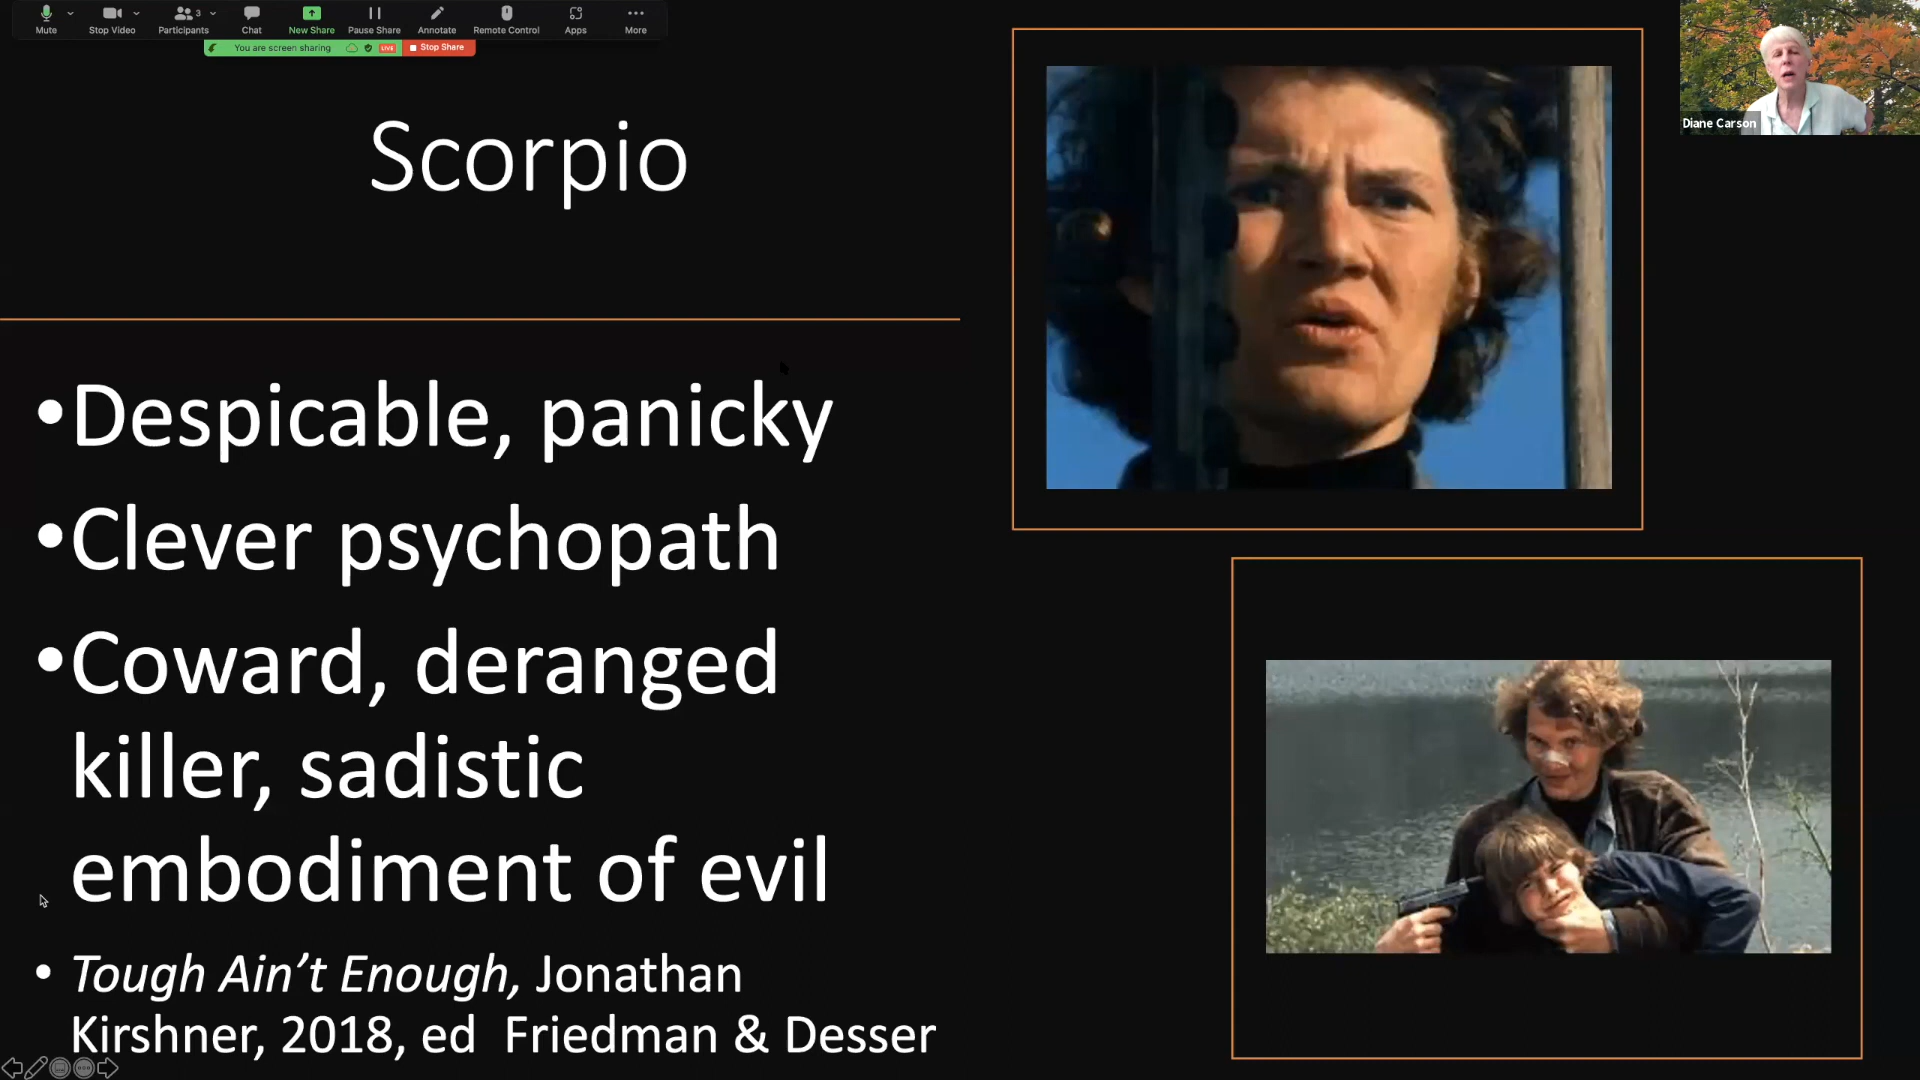 Mute
Stop Video
Participants
3
Chat
New Share
Pause Share
Annotate
Remote Control
Apps
More
You are screen sharing
LIVE
Stop Share
Diane Carson
Scorpio
•Despicable, panicky
•Clever psychopath
•Coward, deranged
killer, sadistic
embodiment of evil
• Tough Ain’t Enough, Jonathan
Kirshner, 2018, ed Friedman & Desser